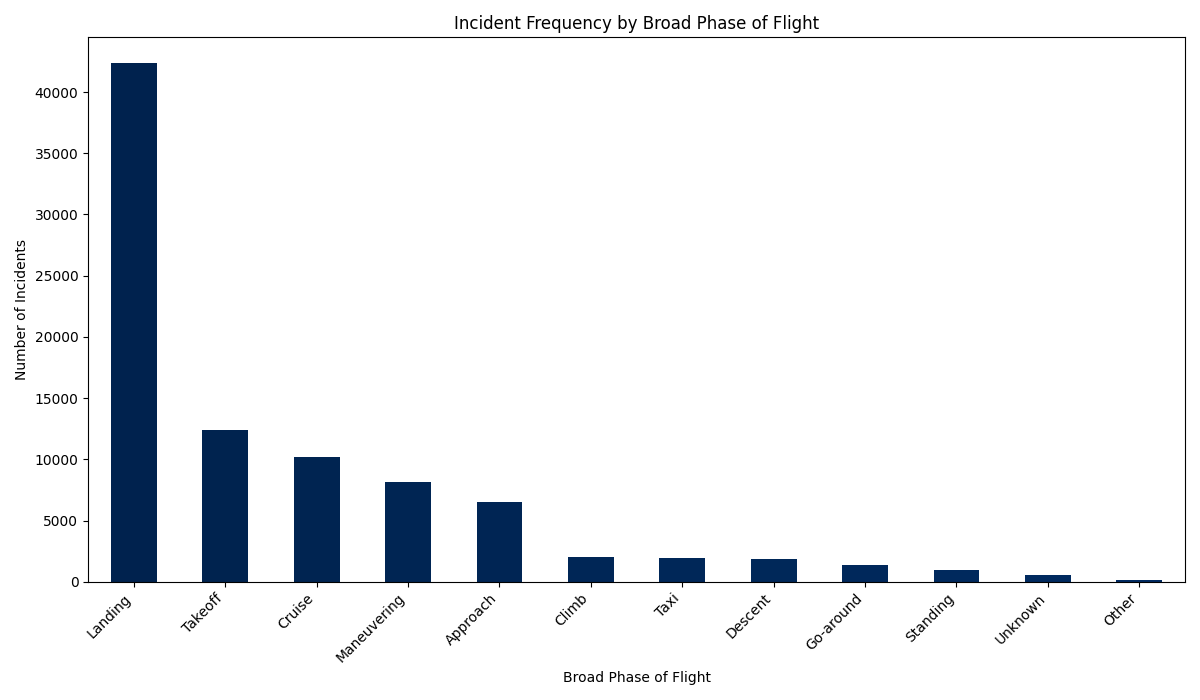 Incident Frequency by Broad Phase of Flight
Number of Incidents
40000
35000
30000
25000
20000
15000
10000
5000
0
Landing
Takeoff
Cruise
Maneuvering
Approach
Climb
Taxi
Descent
Go-around
Standing
Unknown
Other
Broad Phase of Flight